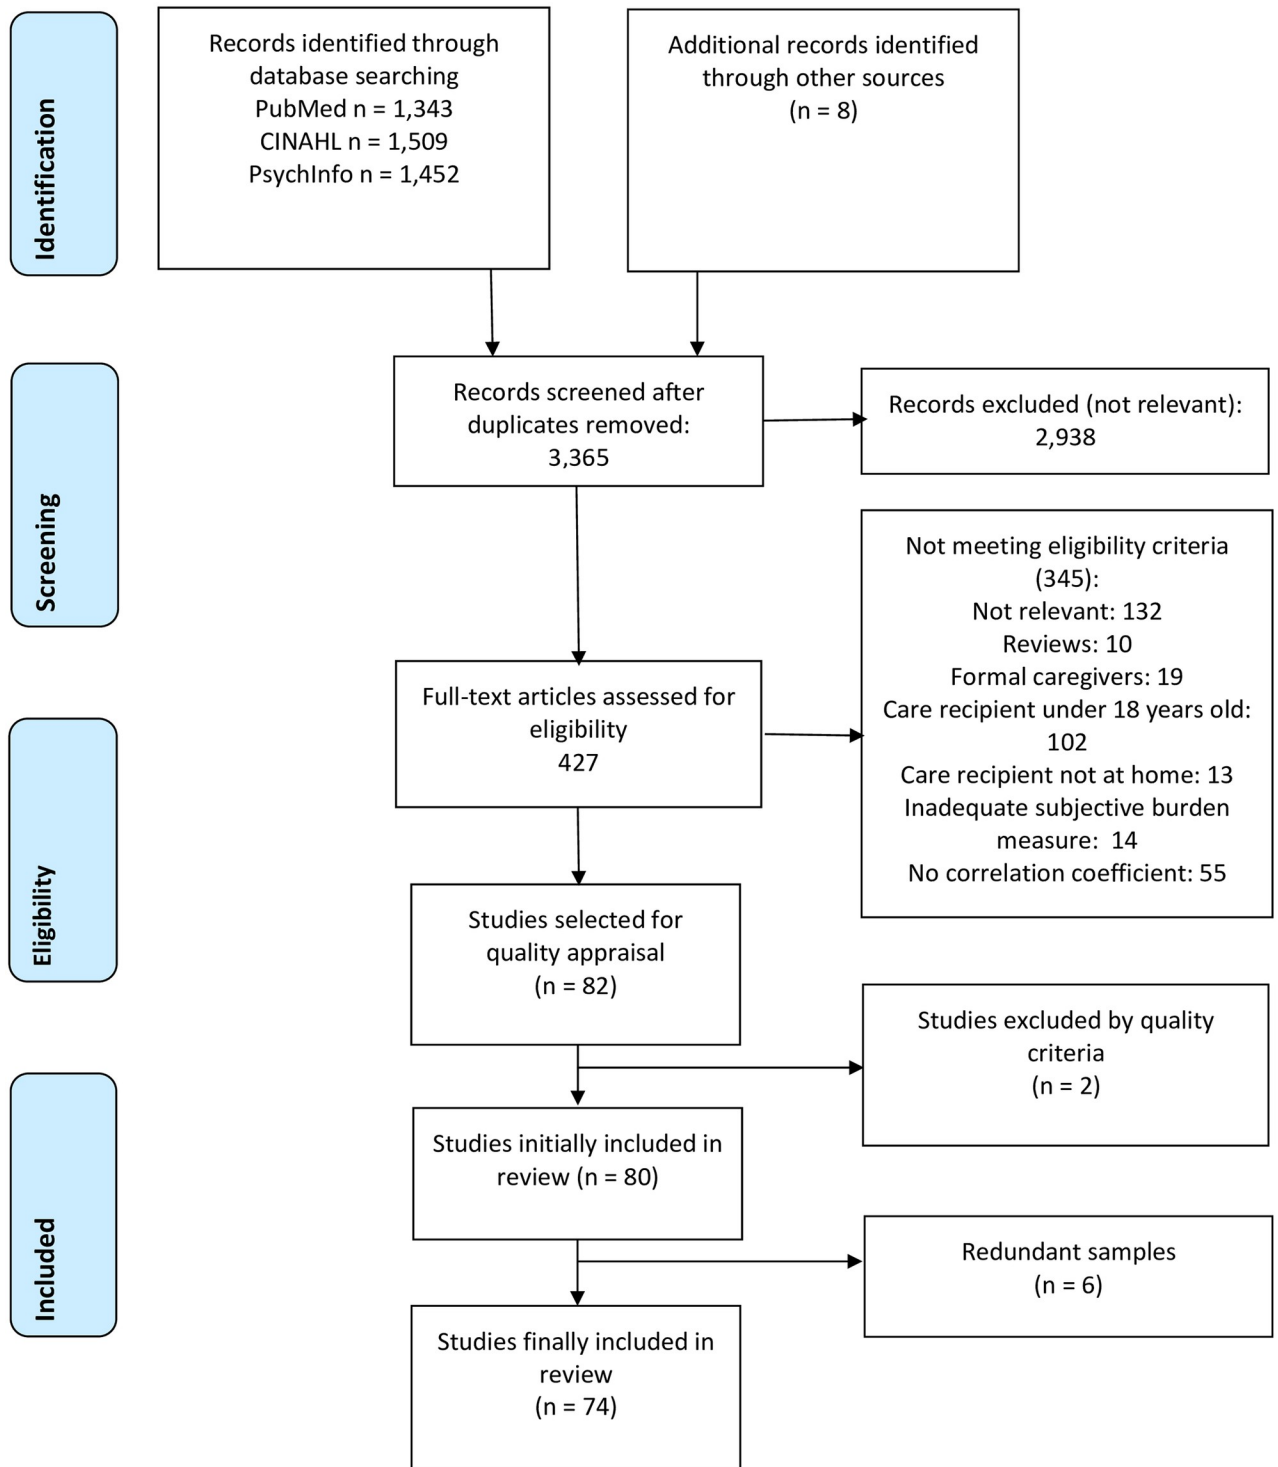 Identification
Records identified through
database searching
PubMed n = 1,343
CINAHL n = 1,509
PsychInfo n = 1,452
Additional records identified
through other sources
(n = 8)
Screening
Records screened after
duplicates removed:
3,365
Records excluded (not relevant):
2,938
Full-text articles assessed for
eligibility
427
Not meeting eligibility criteria
(345):
Not relevant: 132
Reviews: 10
Formal caregivers: 19
Care recipient under 18 years old:
102
Care recipient not at home: 13
Inadequate subjective burden
measure:  14
No correlation coefficient: 55
Eligibility
Studies selected for
quality appraisal
(n = 82)
Studies excluded by quality
criteria
(n = 2)
Included
Studies initially included in
review (n = 80)
Redundant samples
(n = 6)
Studies finally included in
review
(n = 74)